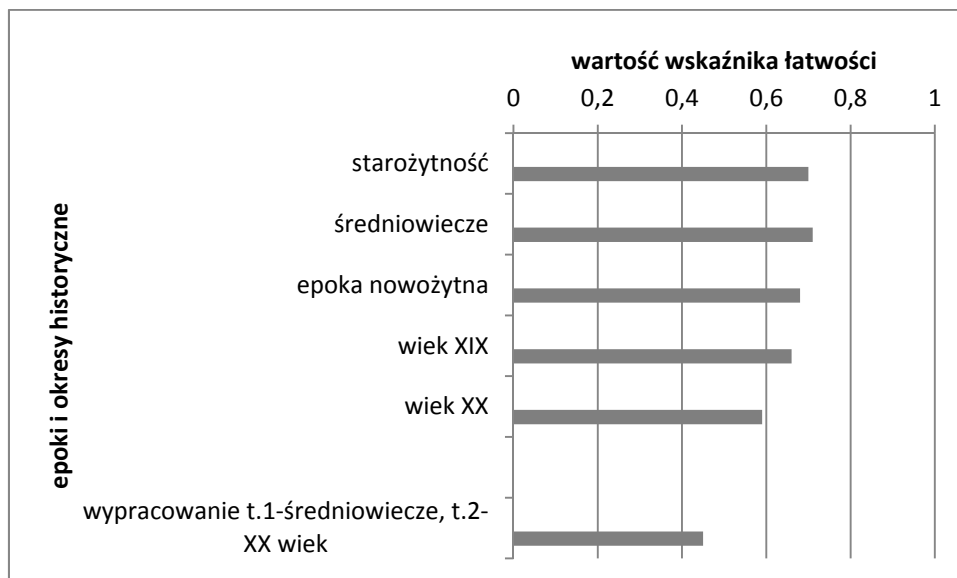 wartość wskaźnika łatwości
0 0,2 0,4 0,6 0,8 1
epoki i okresy historyczne
starożytność
średniowiecze
epoka nowożytna
wiek XIX
wiek XX
wypracowanie t.1-średniowiecze, t.2-
XX wiek